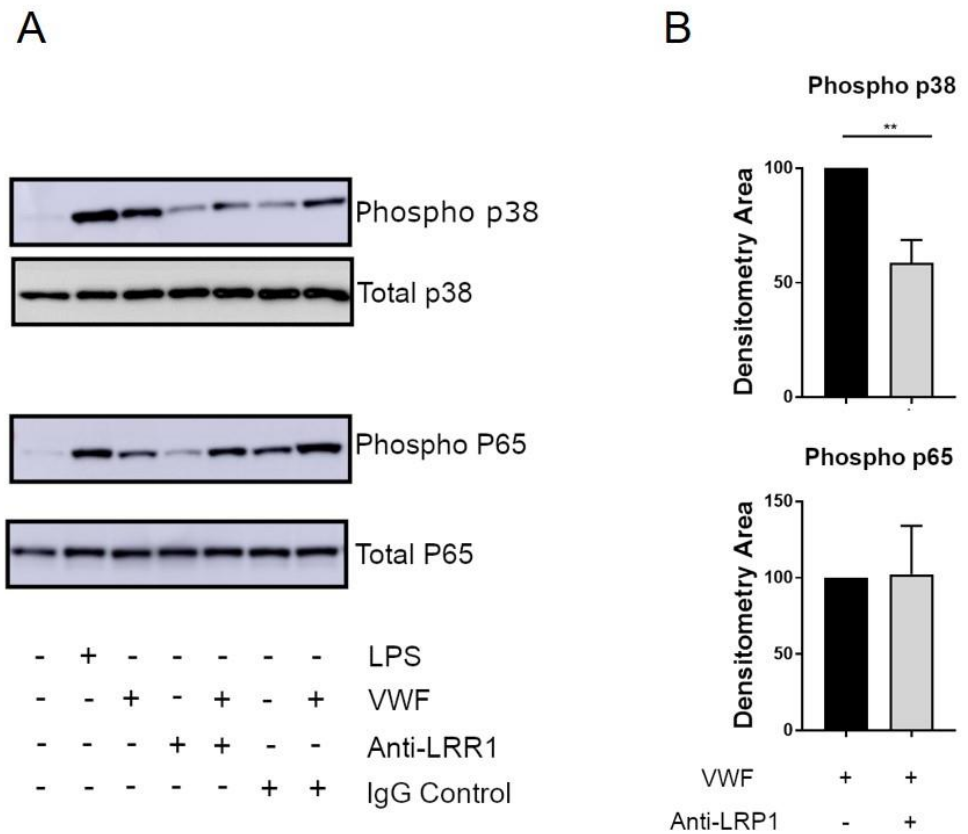 A
B
Phospho p38
Total p38
Phospho P65
Total P65
- + - - - - - LPS
- - + - + - + VWF
- - - + + - - Anti-LRR1
- - - - - + + IgG Control
Phospho p38
**
100
50
0
Densitometry Area
Phospho p65
150
100
50
0
Densitometry Area
VWF + +
Anti-LRP1 - +